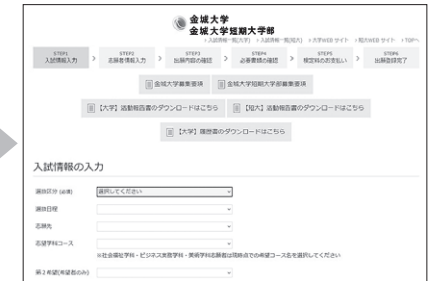 金城大学
金城大学短期大学部
› 入試情報一覧(大学) › 入試情報一覧(短大) › 大学WEB サイト › 短大WEB サイト › TOPへ
STEP1 入試情報入力 > STEP2 志願者情報入力 > STEP3 出願内容の確認 > STEP4 必要書類の確認 > STEP5 検定料のお支払い > STEP6 出願登録完了
金城大学募集要項 金城大学短期大学部募集要項
【大学】活動報告書のダウンロードはこちら 【短大】活動報告書のダウンロードはこちら
【大学】履歴書のダウンロードはこちら
入試情報の入力
選抜区分 (必須) 選択してください
選抜日程
志願先
志望学科コース
※社会福祉学科・ビジネス実務学科・美術学科志願者は現時点での希望コース名を選択してください
第2希望(希望者のみ)